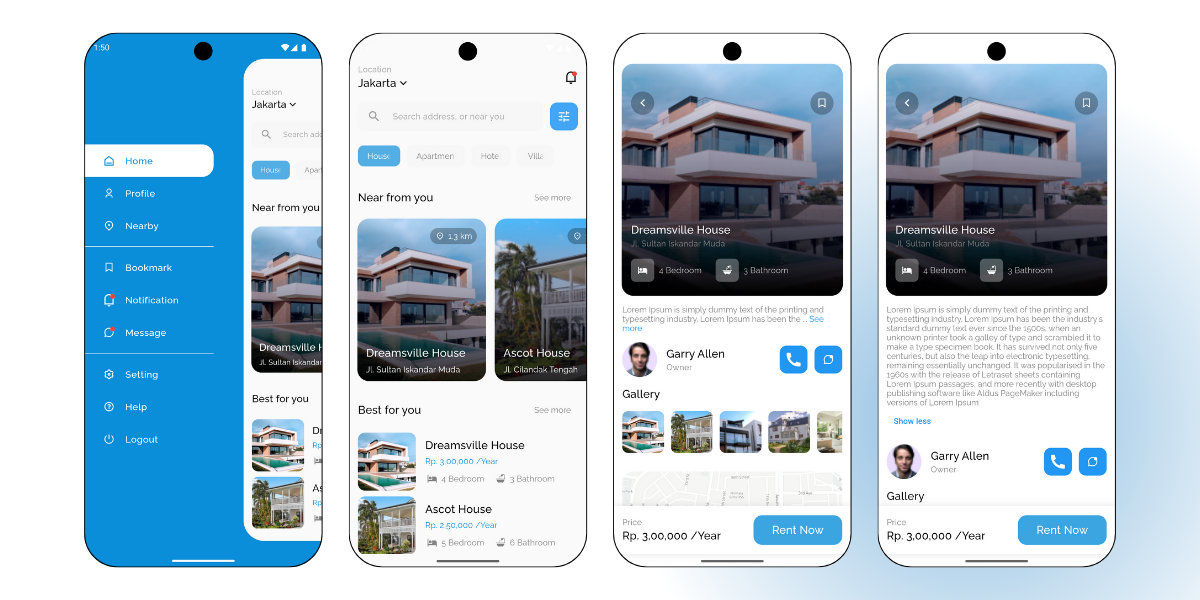 1:50
Home
Profile
Nearby
Bookmark
Notification
Message
Setting
Help
Logout
Location
Jakarta
Search add
House
Apart
Near from you
Dreamsville H
Jl. Sultan Iskandar
Best for you
Dr
Rp.
As
Rp.
Location
Jakarta
Search address, or near you
House
Apartmen
Hote
Villa
Near from you
See more
1.3 km
Dreamsville House
Jl. Sultan Iskandar Muda
Ascot House
Jl. Cilandak Tengah
Best for you
See more
Dreamsville House
Rp. 3,00,000 /Year
4 Bedroom
3 Bathroom
Ascot House
Rp. 2,50,000 /Year
5 Bedroom
6 Bathroom
Dreamsville House
Jl. Sultan Iskandar Muda
4 Bedroom
3 Bathroom
Lorem Ipsum is simply dummy text of the printing and
typesetting industry. Lorem Ipsum has been the ... See
more
Garry Allen
Owner
Gallery
Price
Rp. 3,00,000 /Year
Rent Now
Dreamsville House
Jl. Sultan Iskandar Muda
4 Bedroom
3 Bathroom
Lorem Ipsum is simply dummy text of the printing and
typesetting industry. Lorem Ipsum has been the industry's
standard dummy text ever since the 1500s, when an
unknown printer took a galley of type and scrambled it to
make a type specimen book. It has survived not only five
centuries, but also the leap into electronic typesetting,
remaining essentially unchanged. It was popularised in the
1960s with the release of Letraset sheets containing
Lorem Ipsum passages, and more recently with desktop
publishing software like Aldus PageMaker including
versions of Lorem Ipsum
Show less
Garry Allen
Owner
Gallery
Price
Rp. 3,00,000 /Year
Rent Now